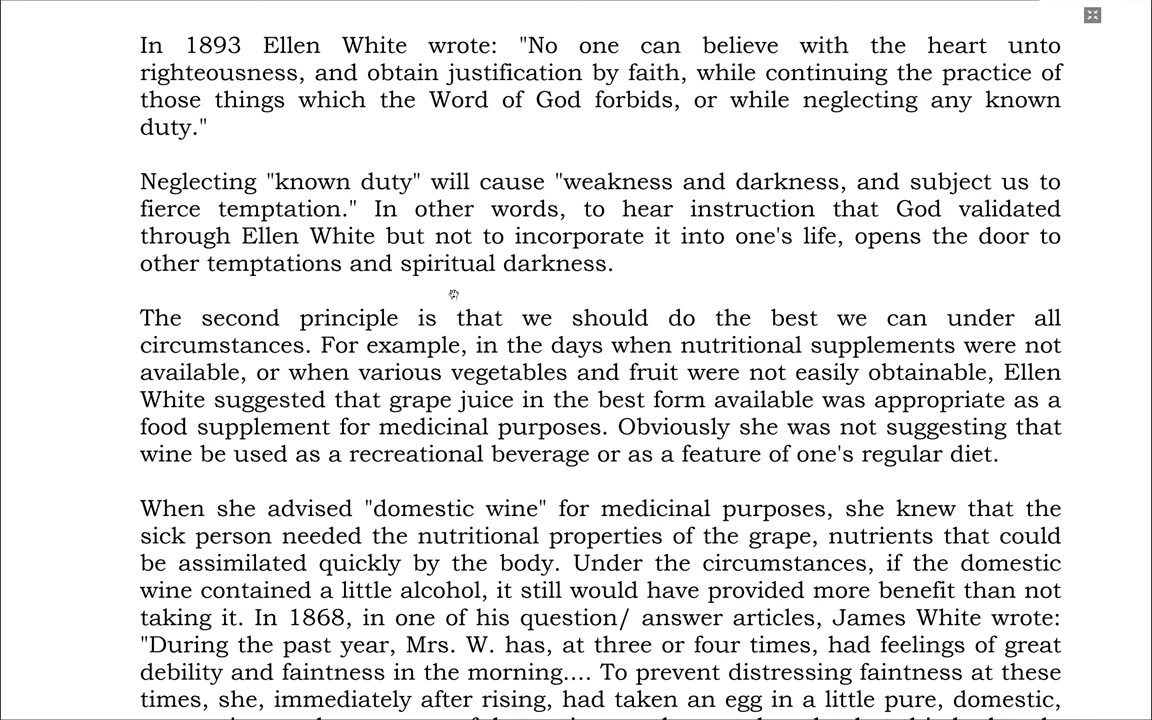 In 1893 Ellen White wrote: "No one can believe with the heart unto
righteousness, and obtain justification by faith, while continuing the practice of
those things which the Word of God forbids, or while neglecting any known
duty."
Neglecting "known duty" will cause "weakness and darkness, and subject us to
fierce temptation." In other words, to hear instruction that God validated
through Ellen White but not to incorporate it into one's life, opens the door to
other temptations and spiritual darkness.
The second principle is that we should do the best we can under all
circumstances. For example, in the days when nutritional supplements were not
available, or when various vegetables and fruit were not easily obtainable, Ellen
White suggested that grape juice in the best form available was appropriate as a
food supplement for medicinal purposes. Obviously she was not suggesting that
wine be used as a recreational beverage or as a feature of one's regular diet.
When she advised "domestic wine" for medicinal purposes, she knew that the
sick person needed the nutritional properties of the grape, nutrients that could
be assimilated quickly by the body. Under the circumstances, if the domestic
wine contained a little alcohol, it still would have provided more benefit than not
taking it. In 1868, in one of his question/ answer articles, James White wrote:
"During the past year, Mrs. W. has, at three or four times, had feelings of great
debility and faintness in the morning.... To prevent distressing faintness at these
times, she, immediately after rising, had taken an egg in a little pure, domestic,